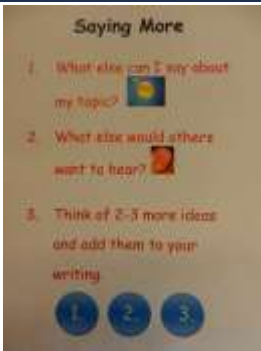 Saying More
1. What else can I say about
my topic?
2. What else would others
want to hear?
3. Think of 2-3 more ideas
and add them to your
writing.
1 2 3